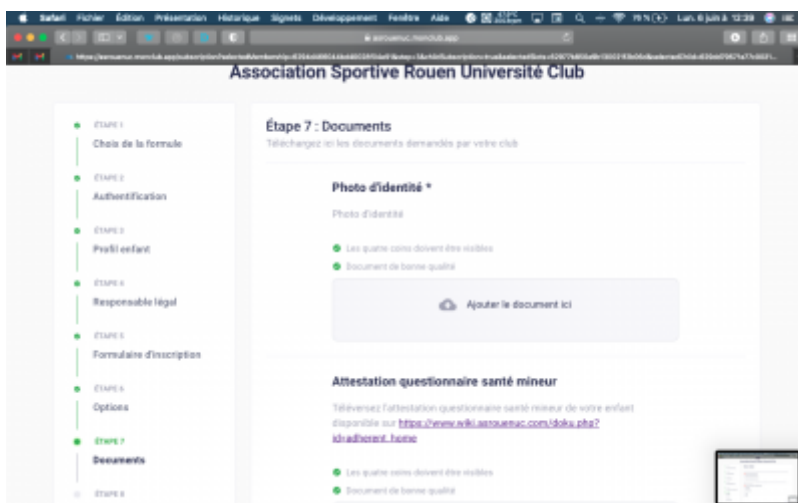 Safari Fichier Édition Présentation Historique Signets Développement Fenêtre Aide Lun. 6 juin à 12:39
asrouenuc.monclub.app
Association Sportive Rouen Université Club
ÉTAPE 1
Choix de la formule
ÉTAPE 2
Authentification
ÉTAPE 3
Profil enfant
ÉTAPE 4
Responsable légal
ÉTAPE 5
Formulaire d'inscription
ÉTAPE 6
Options
ÉTAPE 7
Documents
ÉTAPE 8
Étape 7 : Documents
Téléchargez ici les documents demandés par votre club
Photo d'identité *
Photo d'identité
Les quatre coins doivent être visibles
Document de bonne qualité
Ajouter le document ici
Attestation questionnaire santé mineur
Téléversez l'attestation questionnaire santé mineur de votre enfant
disponible sur https://www.wiki.asrouenuc.com/doku.php?
id=adherent_home
Les quatre coins doivent être visibles
Document de bonne qualité